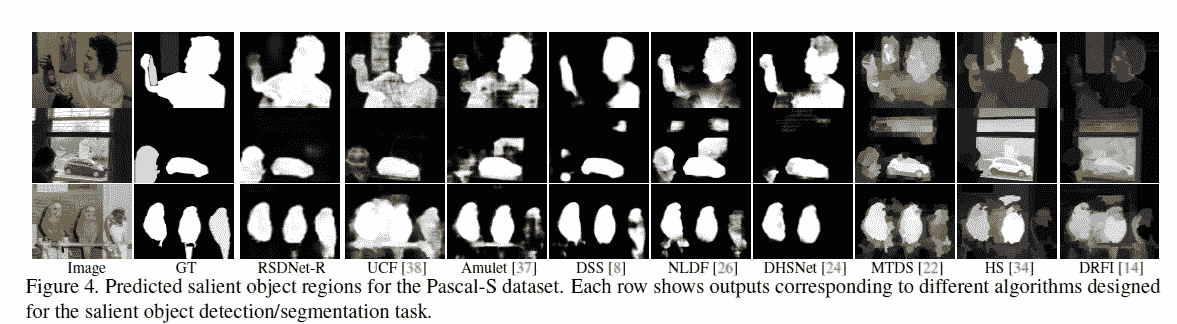 Image GT RSDNet-R UCF [38] Amulet [37] DSS [8] NLDF [26] DHSNet [24] MTDS [22] HS [34] DRFI [14]
Figure 4. Predicted salient object regions for the Pascal-S dataset. Each row shows outputs corresponding to different algorithms designed
for the salient object detection/segmentation task.